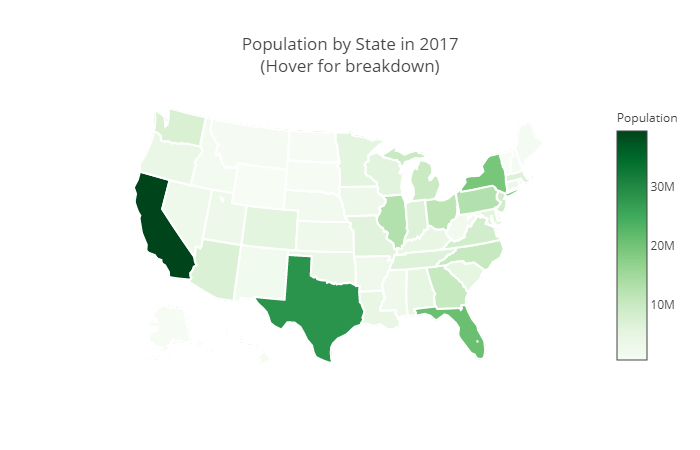 Population by State in 2017
(Hover for breakdown)
Population
30M
20M
10M